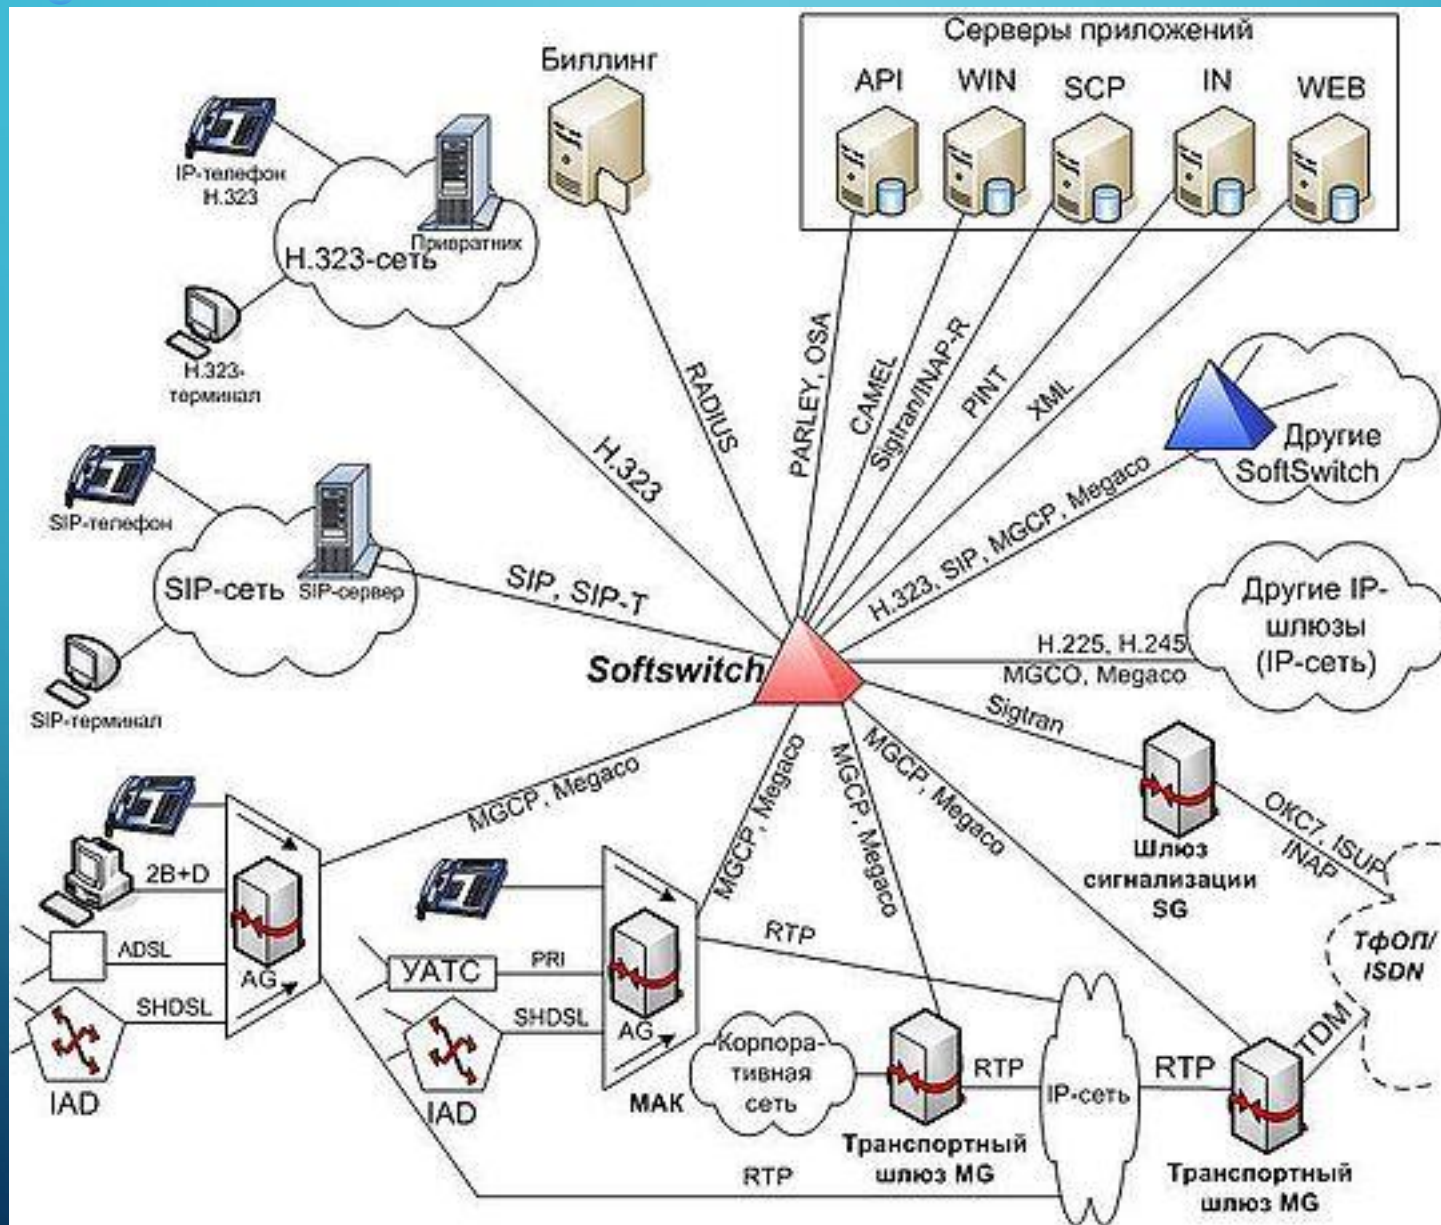 Серверы приложений
Биллинг
API
WIN
SCP
IN
WEB
IP-телефон
H.323
Привратник
H.323-сеть
H.323-
терминал
RADIUS
H.323
PARLEY, OSA
CAMEL
Sigtran/INAP-R
PINT
XML
Другие
SoftSwitch
H.323, SIP, MGCP, Megaco
SIP-телефон
SIP-сеть
SIP-сервер
SIP, SIP-T
SIP-терминал
Softswitch
Другие IP-
шлюзы
(IP-сеть)
H.225, H.245
MGCO, Megaco
Sigtran
MGCP, Megaco
MGCP, Megaco
MGCP, Megaco
MGCP, Megaco
Шлюз
сигнализации
SG
ОКС7, ISUP
INAP
ТфОП/
ISDN
2B+D
ADSL
AG
SHDSL
IAD
УАТС
PRI
SHDSL
AG
IAD
МАК
RTP
Корпора-
тивная
сеть
RTP
IP-сеть
RTP
TDM
Транспортный
шлюз MG
Транспортный
шлюз MG
RTP